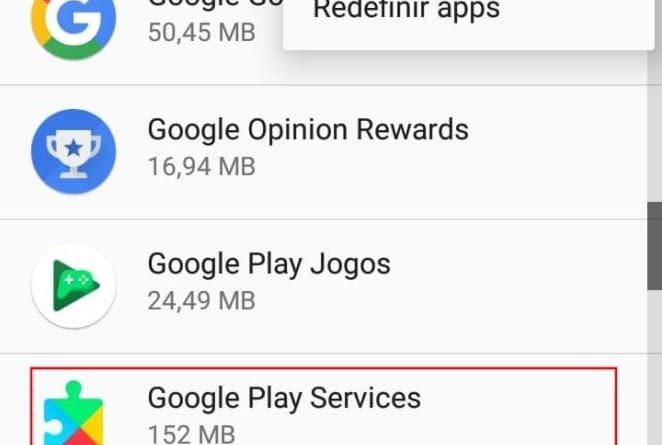 Google Go
Redefinir apps
50,45 MB
Google Opinion Rewards
16,94 MB
Google Play Jogos
24,49 MB
Google Play Services
152 MB